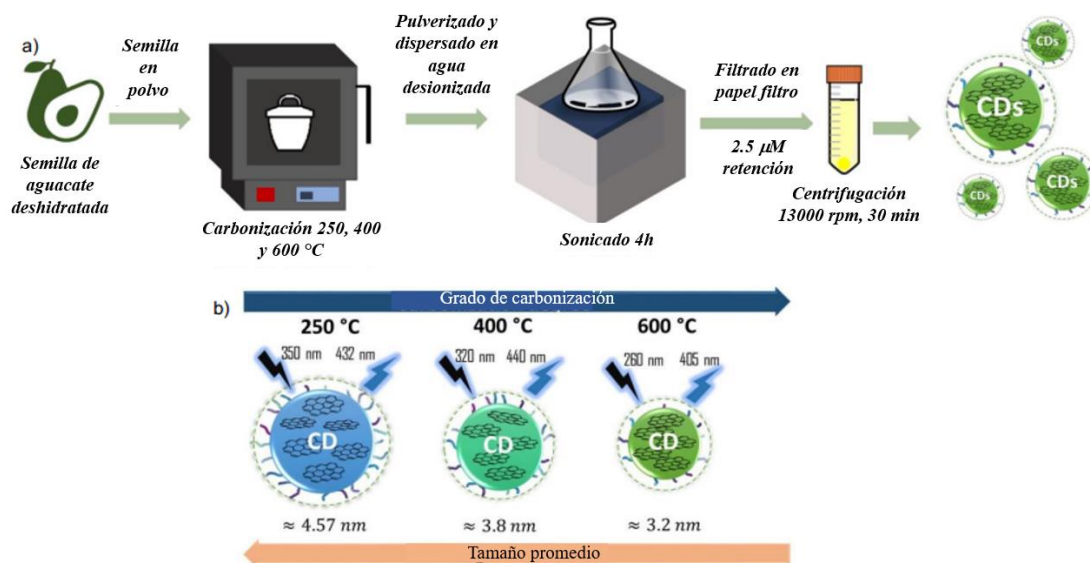 a)
Semilla de
aguacate
deshidratada
Semilla
en
polvo
Carbonización 250, 400
y 600 °C
Pulverizado y
dispersado en
agua
desionizada
Sonicado 4h
Filtrado en
papel filtro
2.5 μM
retención
Centrifugación
13000 rpm, 30 min
CDs
CDs
CDs
CDs
b)
Grado de carbonización
250 °C
400 °C
600 °C
350 nm 432 nm
320 nm 440 nm
260 nm 405 nm
CD
CD
CD
≈ 4.57 nm
≈ 3.8 nm
≈ 3.2 nm
Tamaño promedio